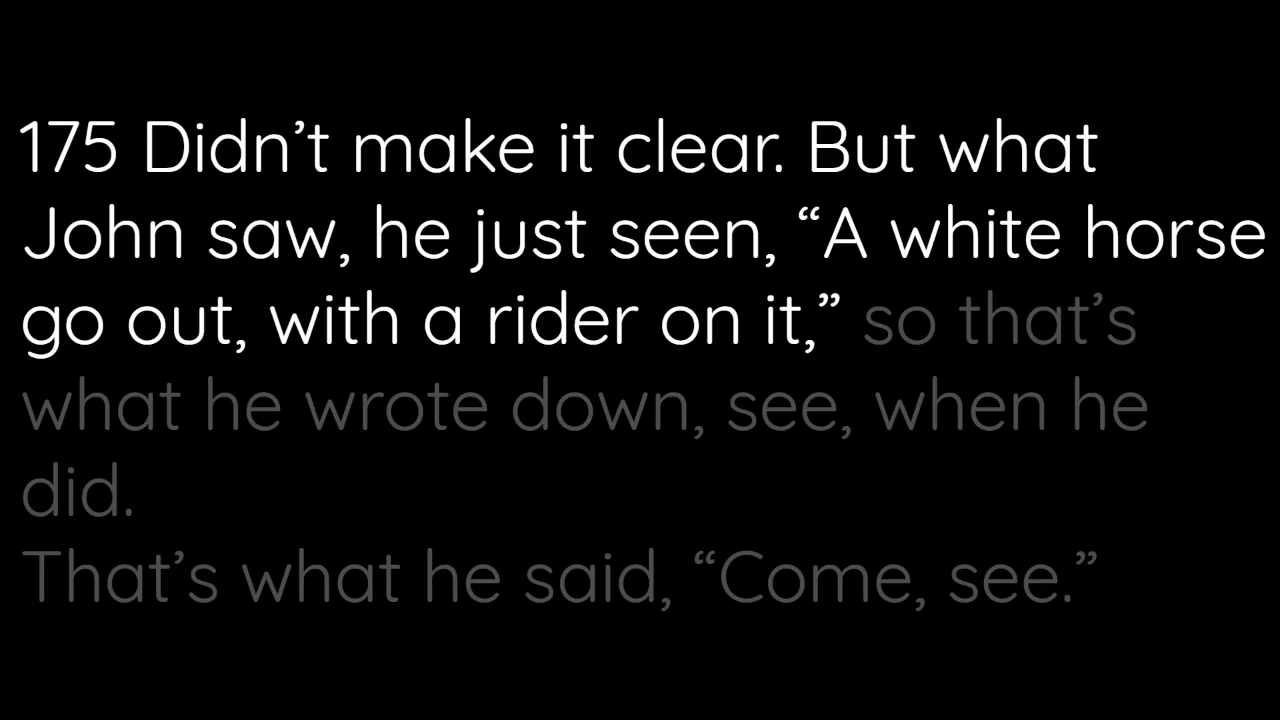 175 Didn’t make it clear. But what
John saw, he just seen, “A white horse
go out, with a rider on it,” so that’s
what he wrote down, see, when he
did.
That’s what he said, “Come, see.”